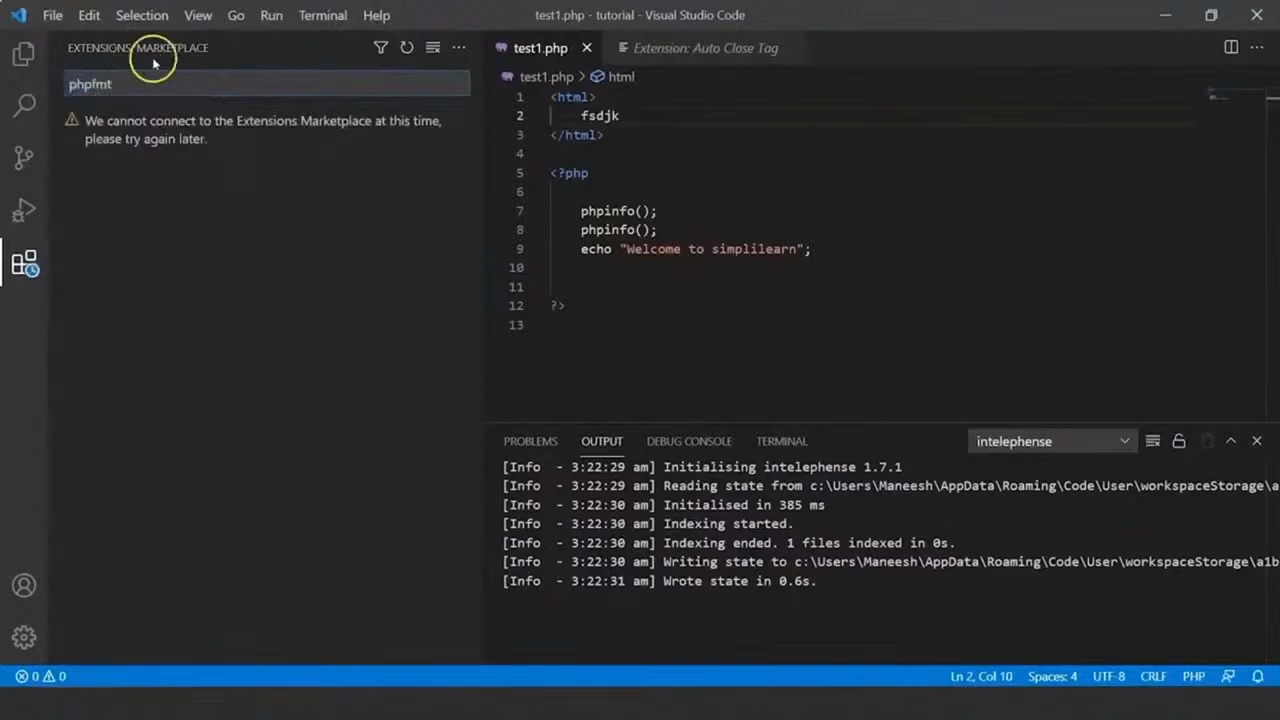 File Edit Selection View Go Run Terminal Help test1.php - tutorial - Visual Studio Code
EXTENSIONS: MARKETPLACE
phpfmt
We cannot connect to the Extensions Marketplace at this time,
please try again later.
test1.php Extension: Auto Close Tag
test1.php > html
1 <html>
2 fsdjk
3 </html>
4
5 <?php
6
7 phpinfo();
8 phpinfo();
9 echo "Welcome to simplilearn";
10
11
12 ?>
13
PROBLEMS OUTPUT DEBUG CONSOLE TERMINAL intelephense
[Info - 3:22:29 am] Initialising intelephense 1.7.1
[Info - 3:22:29 am] Reading state from c:\Users\Maneesh\AppData\Roaming\Code\User\workspaceStorage\a
[Info - 3:22:30 am] Initialised in 385 ms
[Info - 3:22:30 am] Indexing started.
[Info - 3:22:30 am] Indexing ended. 1 files indexed in 0s.
[Info - 3:22:30 am] Writing state to c:\Users\Maneesh\AppData\Roaming\Code\User\workspaceStorage\a1b
[Info - 3:22:31 am] Wrote state in 0.6s.
0 0 Ln 2, Col 10 Spaces: 4 UTF-8 CRLF PHP